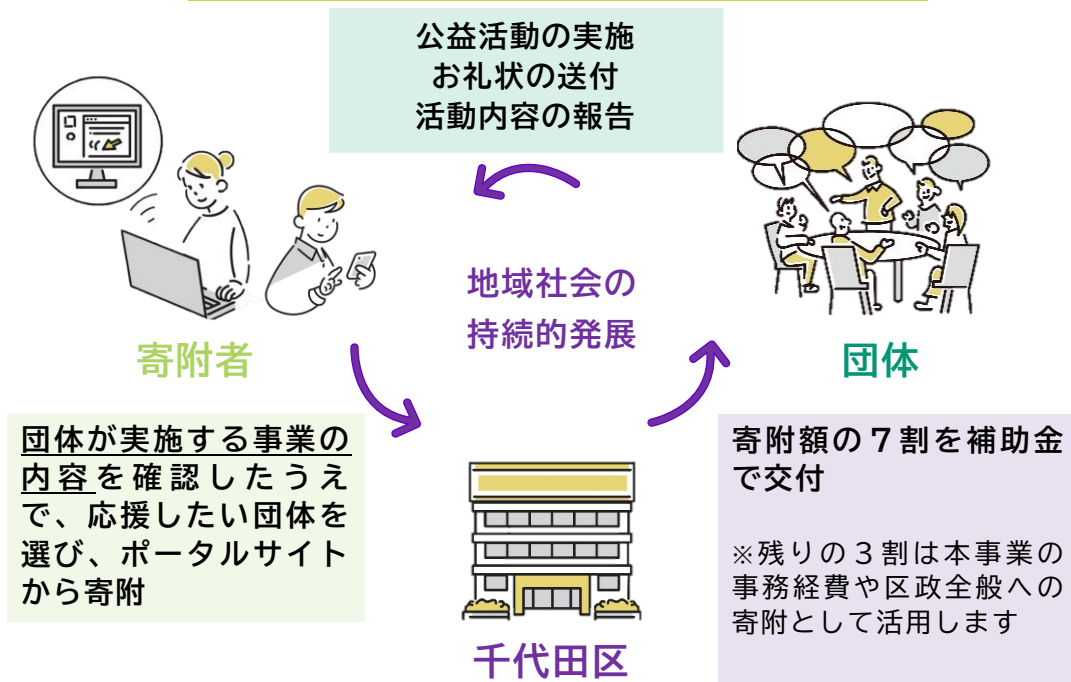 公益活動の実施
お礼状の送付
活動内容の報告
地域社会の
持続的発展
寄附者
団体
団体が実施する事業の
内容を確認したうえ
で、応援したい団体を
選び、ポータルサイト
から寄附
寄附額の７割を補助金
で交付
※残りの３割は本事業の
事務経費や区政全般への
寄附として活用します
千代田区